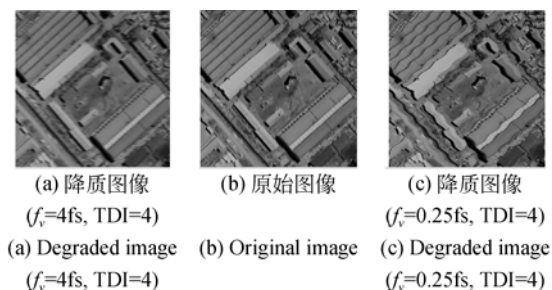 (a) 降质图像 (b) 原始图像 (c) 降质图像
(fv=4fs, TDI=4) (fv=0.25fs, TDI=4)
(a) Degraded image (b) Original image (c) Degraded image
(fv=4fs, TDI=4) (fv=0.25fs, TDI=4)